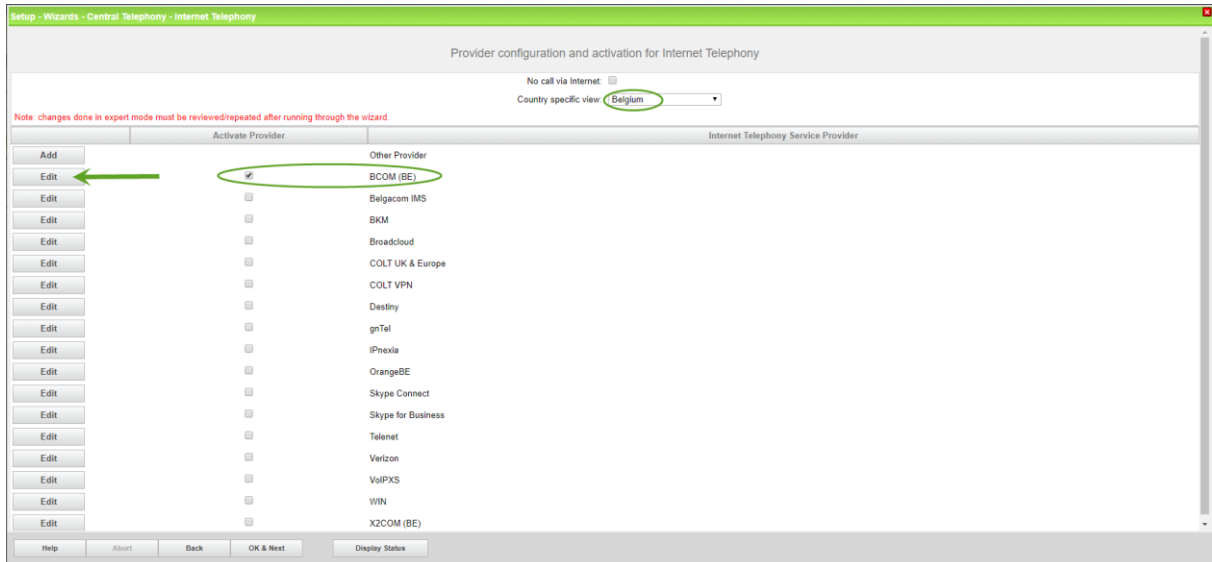 Setup - Wizards - Central Telephony - Internet Telephony
Provider configuration and activation for Internet Telephony
No call via Internet:
Country specific view: Belgium
Note: changes done in expert mode must be reviewed/repeated after running through the wizard.
Activate Provider Internet Telephony Service Provider
Add Other Provider
Edit BCOM (BE)
Edit Belgacom IMS
Edit BKM
Edit Broadcloud
Edit COLT UK & Europe
Edit COLT VPN
Edit Destiny
Edit gnTel
Edit IPnexia
Edit OrangeBE
Edit Skype Connect
Edit Skype for Business
Edit Telenet
Edit Verizon
Edit VoIPXS
Edit WIN
Edit X2COM (BE)
Help Abort Back OK & Next Display Status